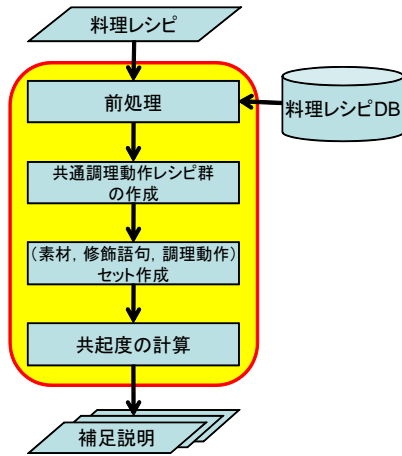 料理レシピ
前処理
料理レシピDB
共通調理動作レシピ群
の作成
(素材，修飾語句，調理動作)
セット作成
共起度の計算
補足説明